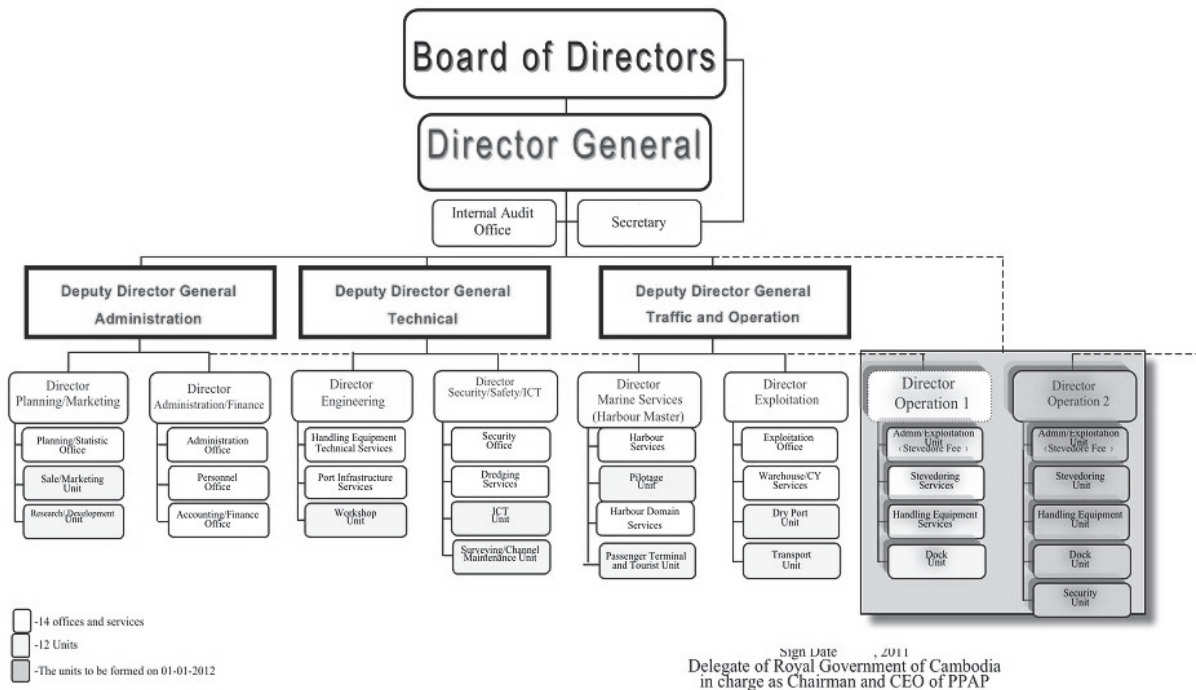 Board of Directors
Director General
Internal Audit
Office
Secretary
Deputy Director General
Administration
Deputy Director General
Technical
Deputy Director General
Traffic and Operation
Director
Planning/Marketing
Director
Administration/Finance
Director
Engineering
Director
Security/Safety/ICT
Director
Marine Services
(Harbour Master)
Director
Exploitation
Director
Operation 1
Director
Operation 2
Planning/Statistic
Office
Sale/Marketing
Unit
Research/Development
Unit
Administration
Office
Personnel
Office
Accounting/Finance
Office
Handling Equipment
Technical Services
Port Infrastructure
Services
Workshop
Unit
Security
Office
Dredging
Services
ICT
Unit
Surveying/Channel
Maintenance Unit
Harbour
Services
Pilotage
Unit
Harbour Domain
Services
Passenger Terminal
and Tourist Unit
Exploitation
Office
Warehouse/CY
Services
Dry Port
Unit
Transport
Unit
Admin/Exploitation
Unit
(Stevedore Fee )
Stevedoring
Services
Handling Equipment
Services
Dock
Unit
Admin/Exploitation
Unit
(Stevedore Fee )
Stevedoring
Unit
Handling Equipment
Unit
Dock
Unit
Security
Unit
-14 offices and services
-12 Units
-The units to be formed on 01-01-2012
Sign Date , 2011
Delegate of Royal Government of Cambodia
in charge as Chairman and CEO of PPAP